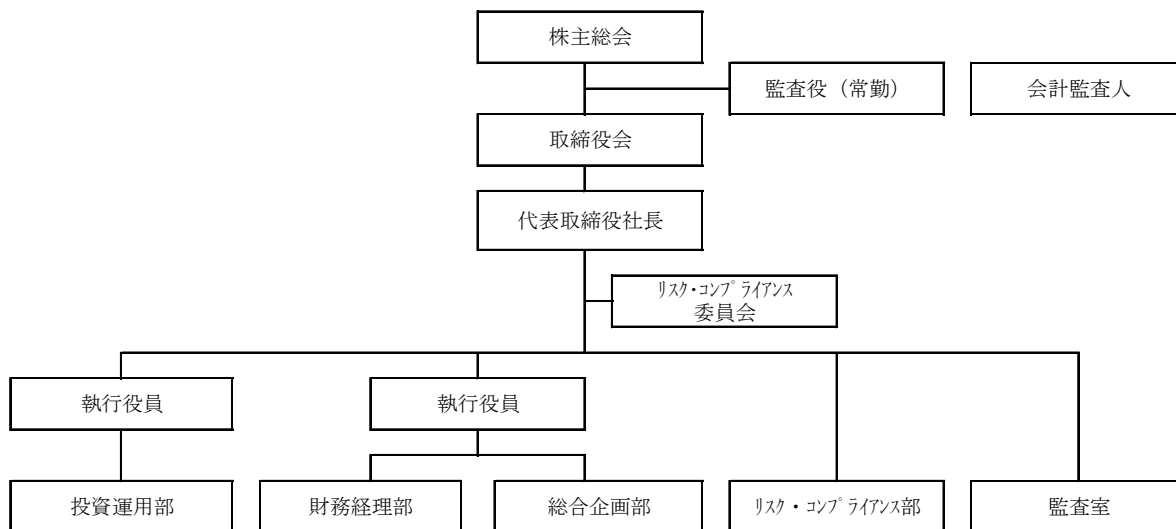 株主総会
監査役（常勤）
会計監査人
取締役会
代表取締役社長
ﾘｽｸ・ｺﾝﾌﾟﾗｲｱﾝｽ
委員会
執行役員
執行役員
投資運用部
財務経理部
総合企画部
ﾘｽｸ・ｺﾝﾌﾟﾗｲｱﾝｽ部
監査室